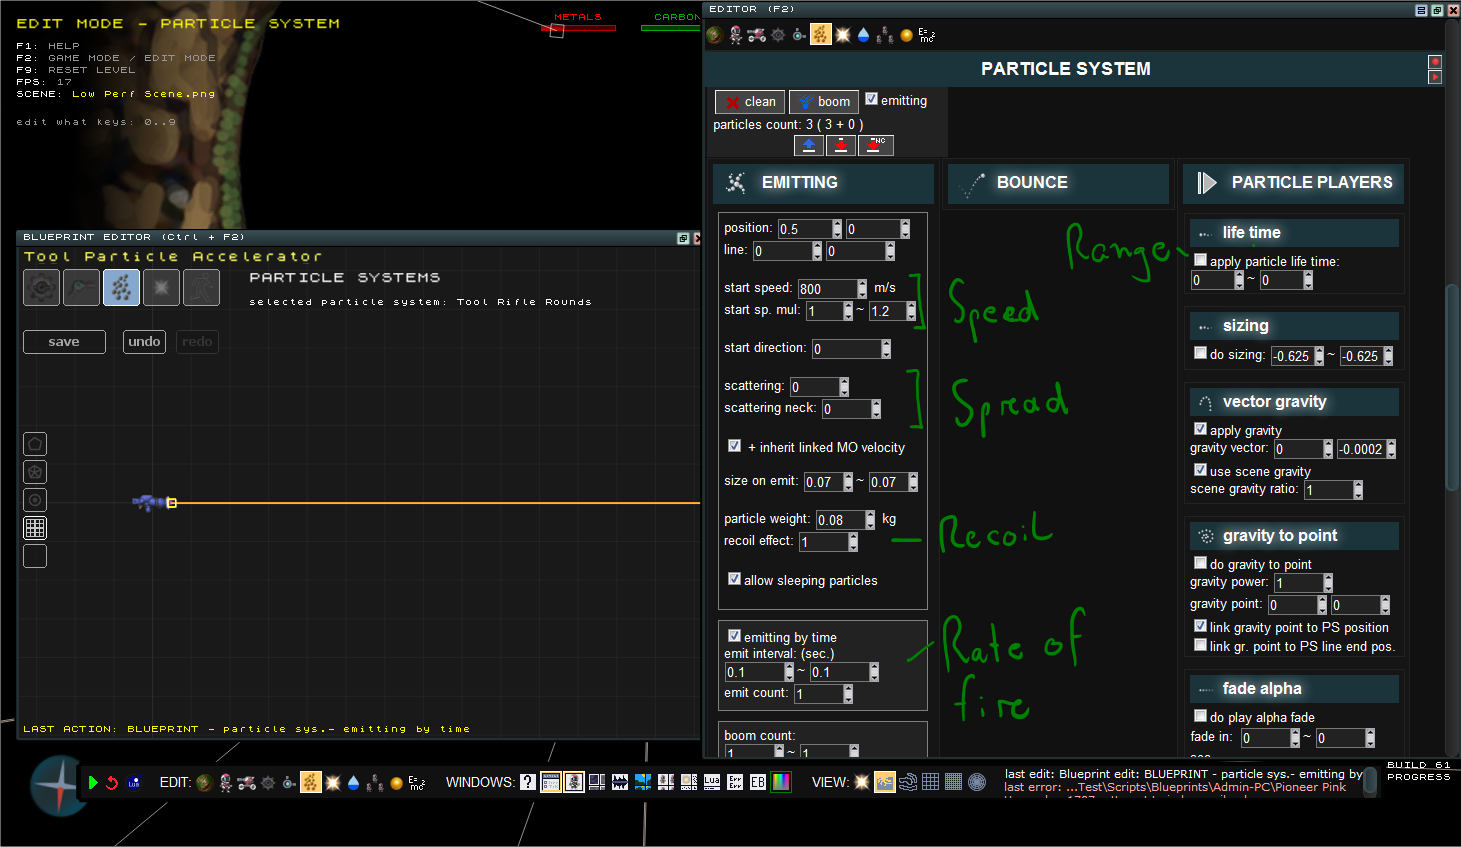 EDIT MODE - PARTICLE SYSTEM
F1: HELP
F2: GAME MODE / EDIT MODE
F9: RESET LEVEL
FPS: 17
SCENE: Low Perf Scene.png
edit what keys: 0..9
METALS
CARBON
BLUEPRINT EDITOR (Ctrl + F2)
Tool Particle Accelerator
PARTICLE SYSTEMS
selected particle system: Tool Rifle Rounds
save
undo
redo
LAST ACTION: BLUEPRINT - particle sys.- emitting by time
EDITOR (F2)
E=
mc²
PARTICLE SYSTEM
clean
boom
emitting
particles count: 3 ( 3 + 0 )
NC
EMITTING
position: 0.5 0
line: 0 0
start speed: 800 m/s
start sp. mul: 1 ~ 1.2
Speed
start direction: 0
scattering: 0
scattering neck: 0
Spread
+ inherit linked MO velocity
size on emit: 0.07 ~ 0.07
particle weight: 0.08 kg
recoil effect: 1
Recoil
allow sleeping particles
emitting by time
emit interval: (sec.)
0.1 ~ 0.1
emit count: 1
Rate of
fire
boom count:
1 ~ 1
BOUNCE
PARTICLE PLAYERS
Range
life time
apply particle life time:
0 ~ 0
sizing
do sizing: -0.625 ~ -0.625
vector gravity
apply gravity
gravity vector: 0 -0.0002
use scene gravity
scene gravity ratio: 1
gravity to point
do gravity to point
gravity power: 1
gravity point: 0 0
link gravity point to PS position
link gr. point to PS line end pos.
fade alpha
do play alpha fade
fade in: 0 ~ 0
EDIT:
E=
mc²
WINDOWS:
?
Lua
Lua
Err
Err
EB
VIEW:
last edit: Blueprint edit: BLUEPRINT - particle sys.- emitting by
last error: ...Test\Scripts\Blueprints\Admin-PC\Pioneer Pink
BUILD 61
PROGRESS